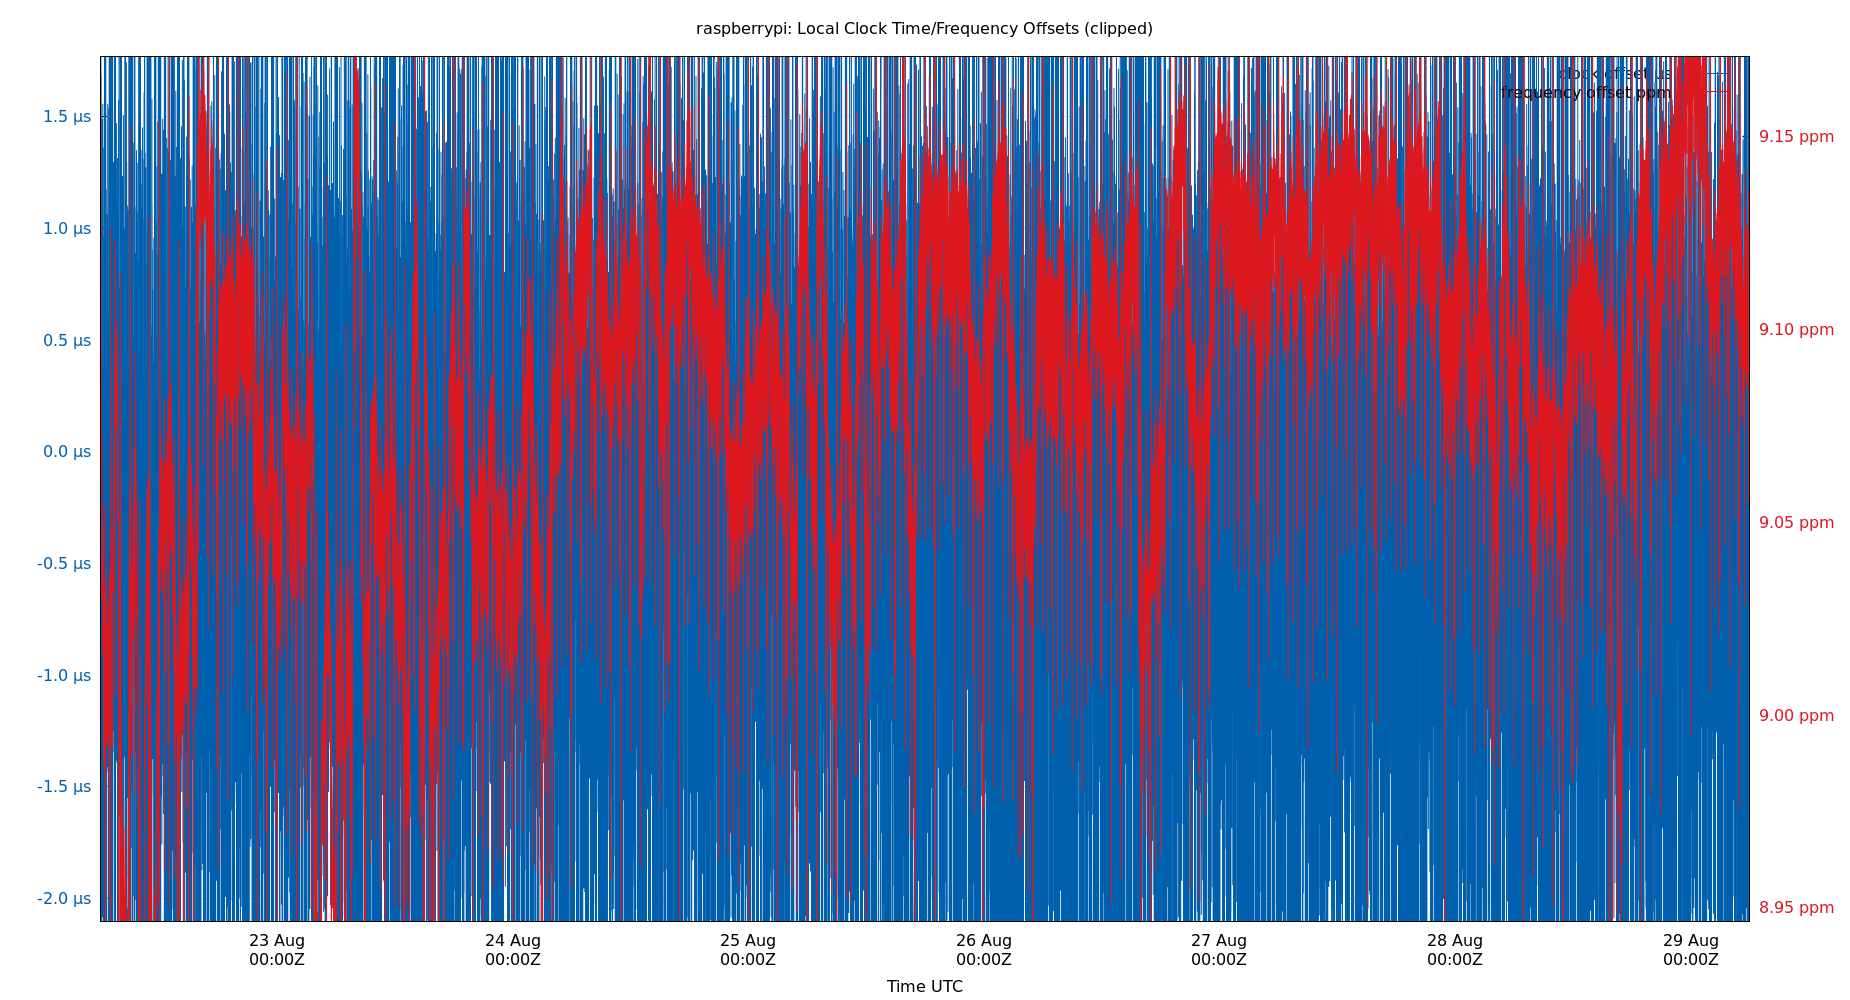 raspberrypi: Local Clock Time/Frequency Offsets (clipped)
clock offset µs
frequency offset ppm
1.5 µs
1.0 µs
0.5 µs
0.0 µs
-0.5 µs
-1.0 µs
-1.5 µs
-2.0 µs
9.15 ppm
9.10 ppm
9.05 ppm
9.00 ppm
8.95 ppm
23 Aug
00:00Z
24 Aug
00:00Z
25 Aug
00:00Z
26 Aug
00:00Z
27 Aug
00:00Z
28 Aug
00:00Z
29 Aug
00:00Z
Time UTC